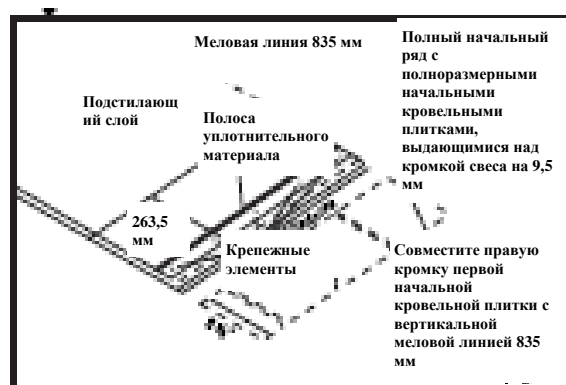 Меловая линия 835 мм
Полный начальный
ряд с
полноразмерными
начальными
кровельными
плитками,
выдающимися над
кромкой свеса на 9,5
мм
Подстилающ
ий слой
Полоса
уплотнительного
материала
263,5
мм
Крепежные
элементы
Совместите правую
кромку первой
начальной
кровельной плитки с
вертикальной
меловой линией 835
мм